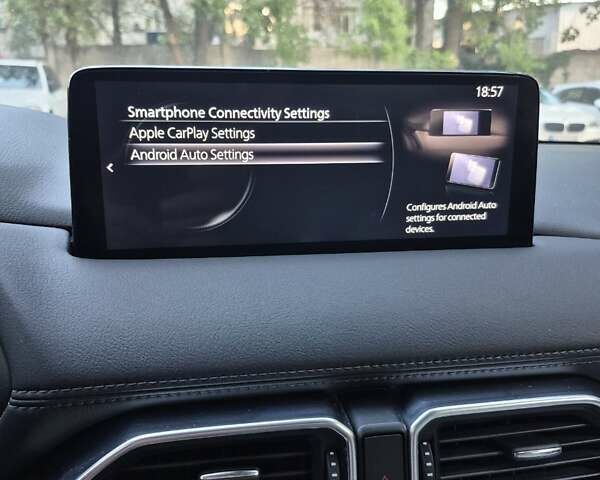 18:57
Smartphone Connectivity Settings
Apple CarPlay Settings
Android Auto Settings
Configures Android Auto
settings for connected
devices.